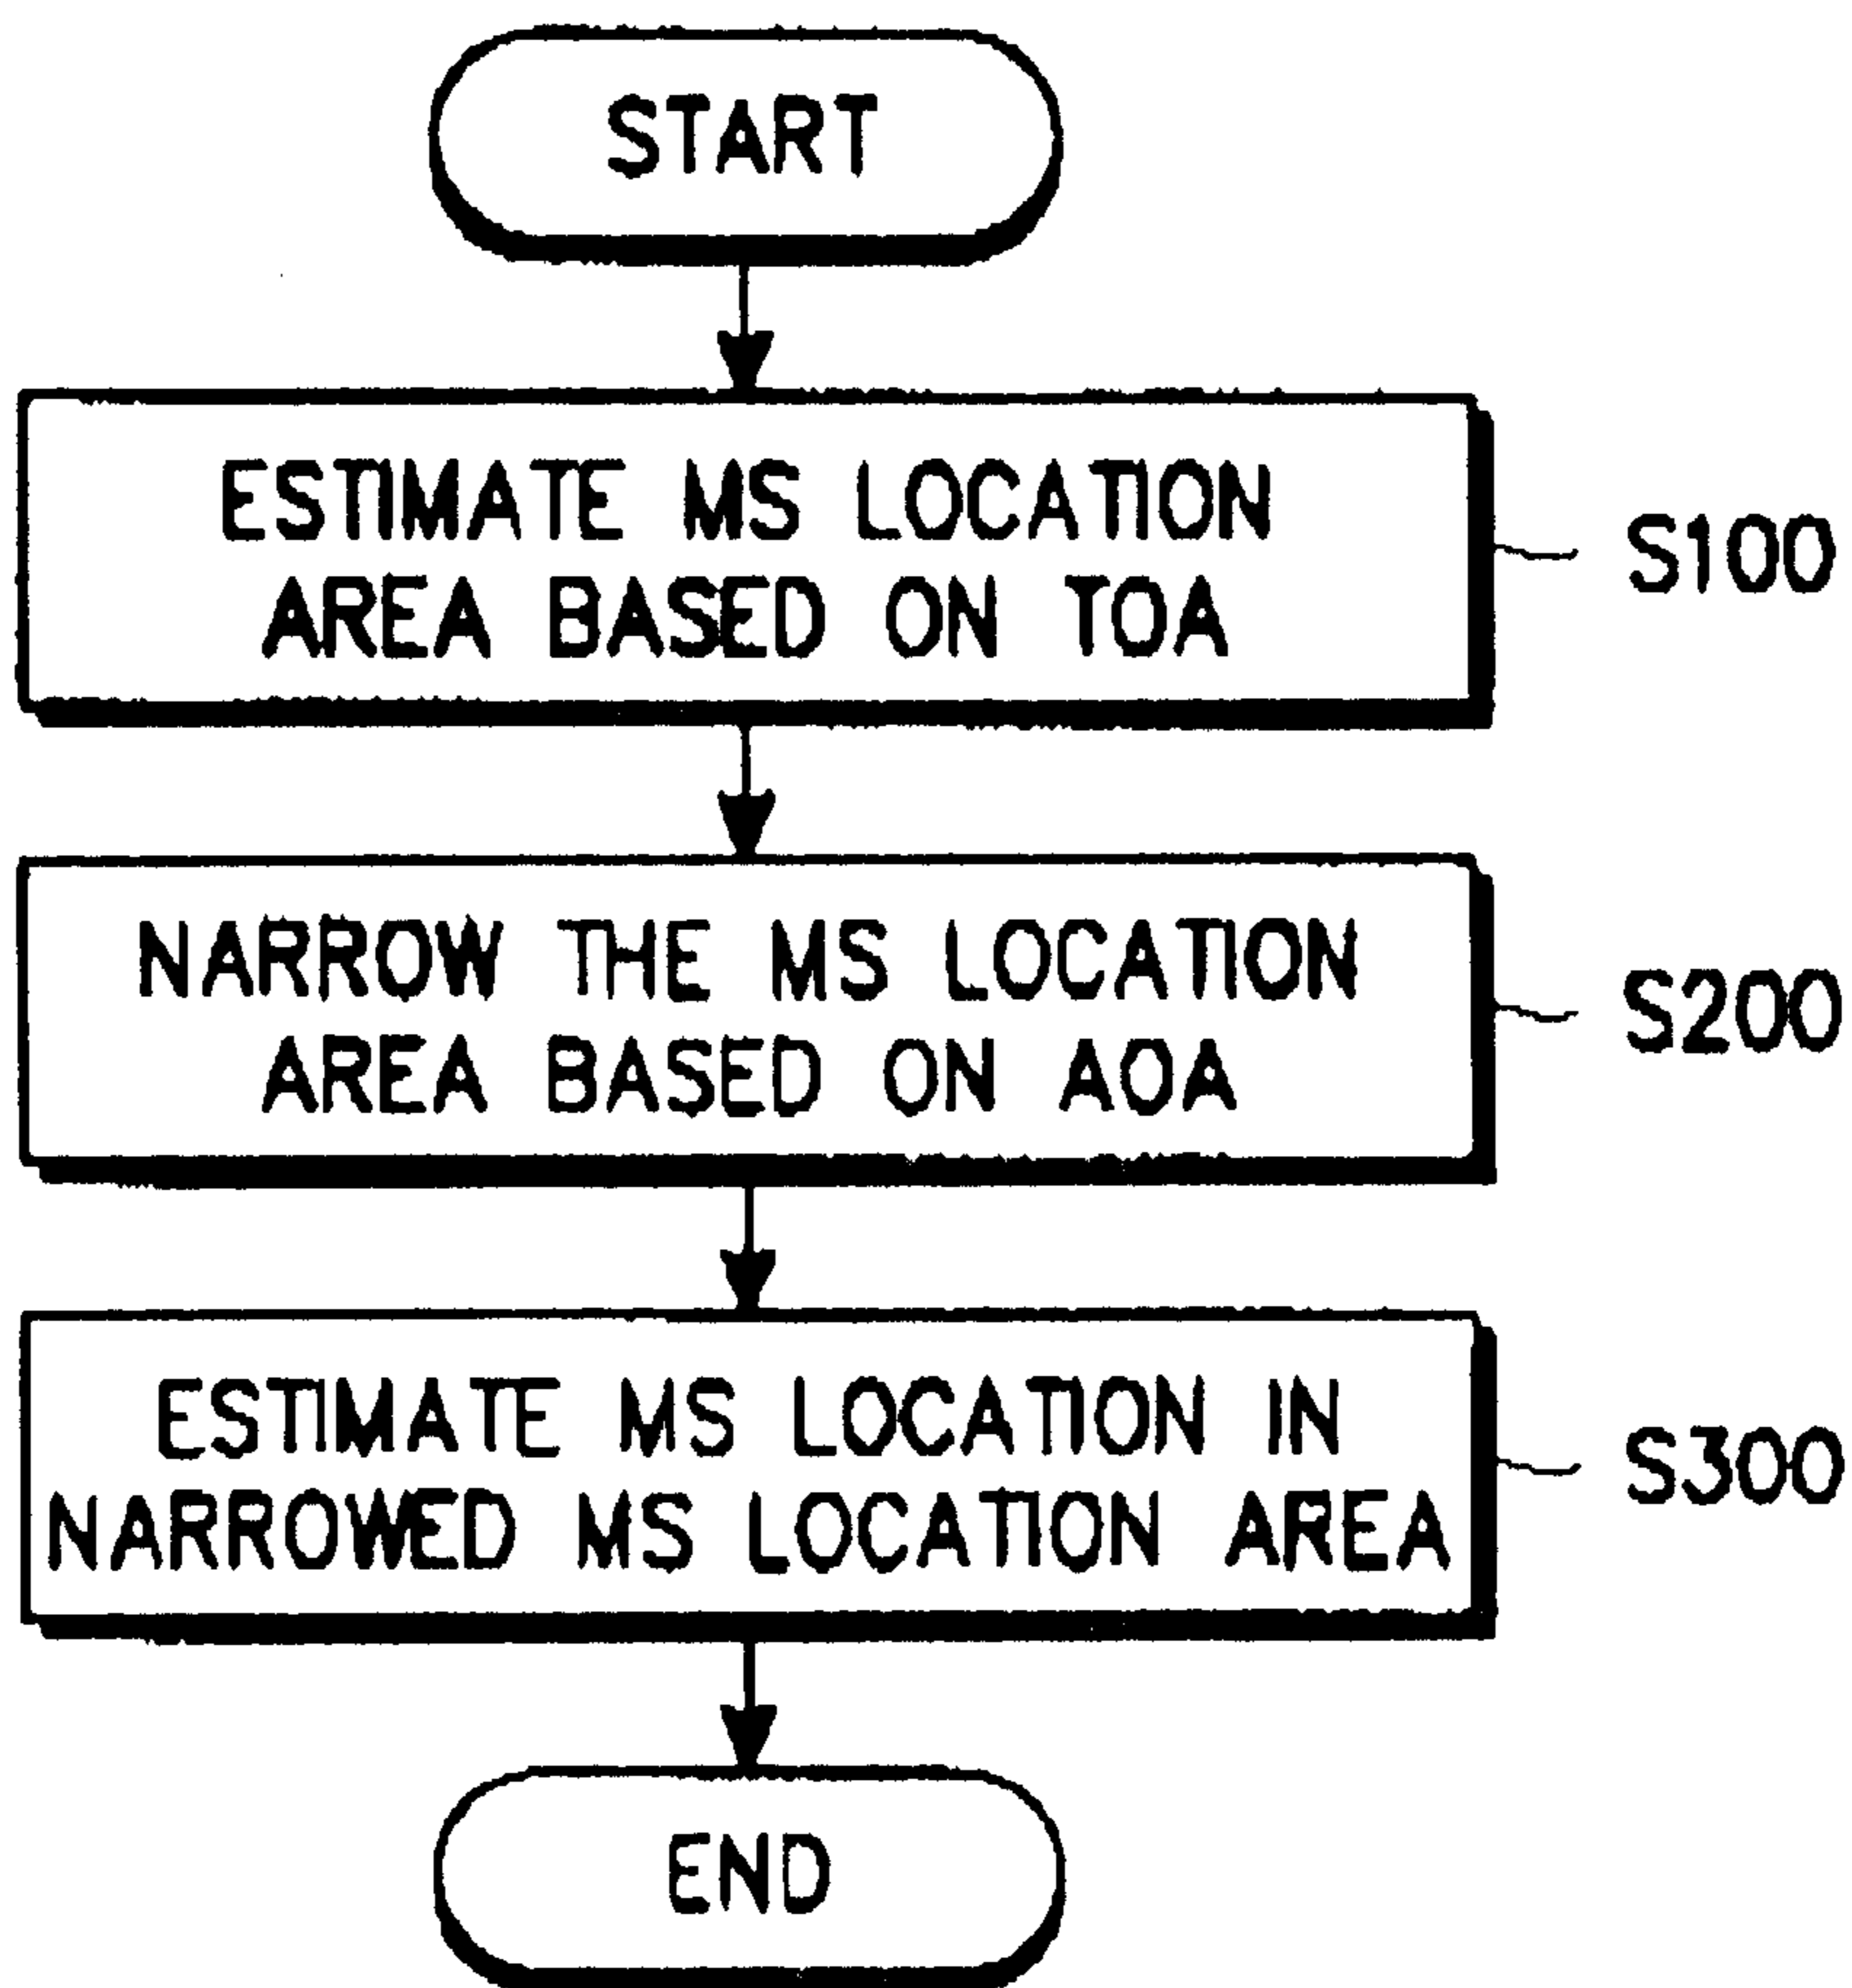 START
ESTIMATE MS LOCATION
AREA BASED ON TOA
S100
NARROW THE MS LOCATION
AREA BASED ON AOA
S200
ESTIMATE MS LOCATION IN
NARROWED MS LOCATION AREA
S300
END